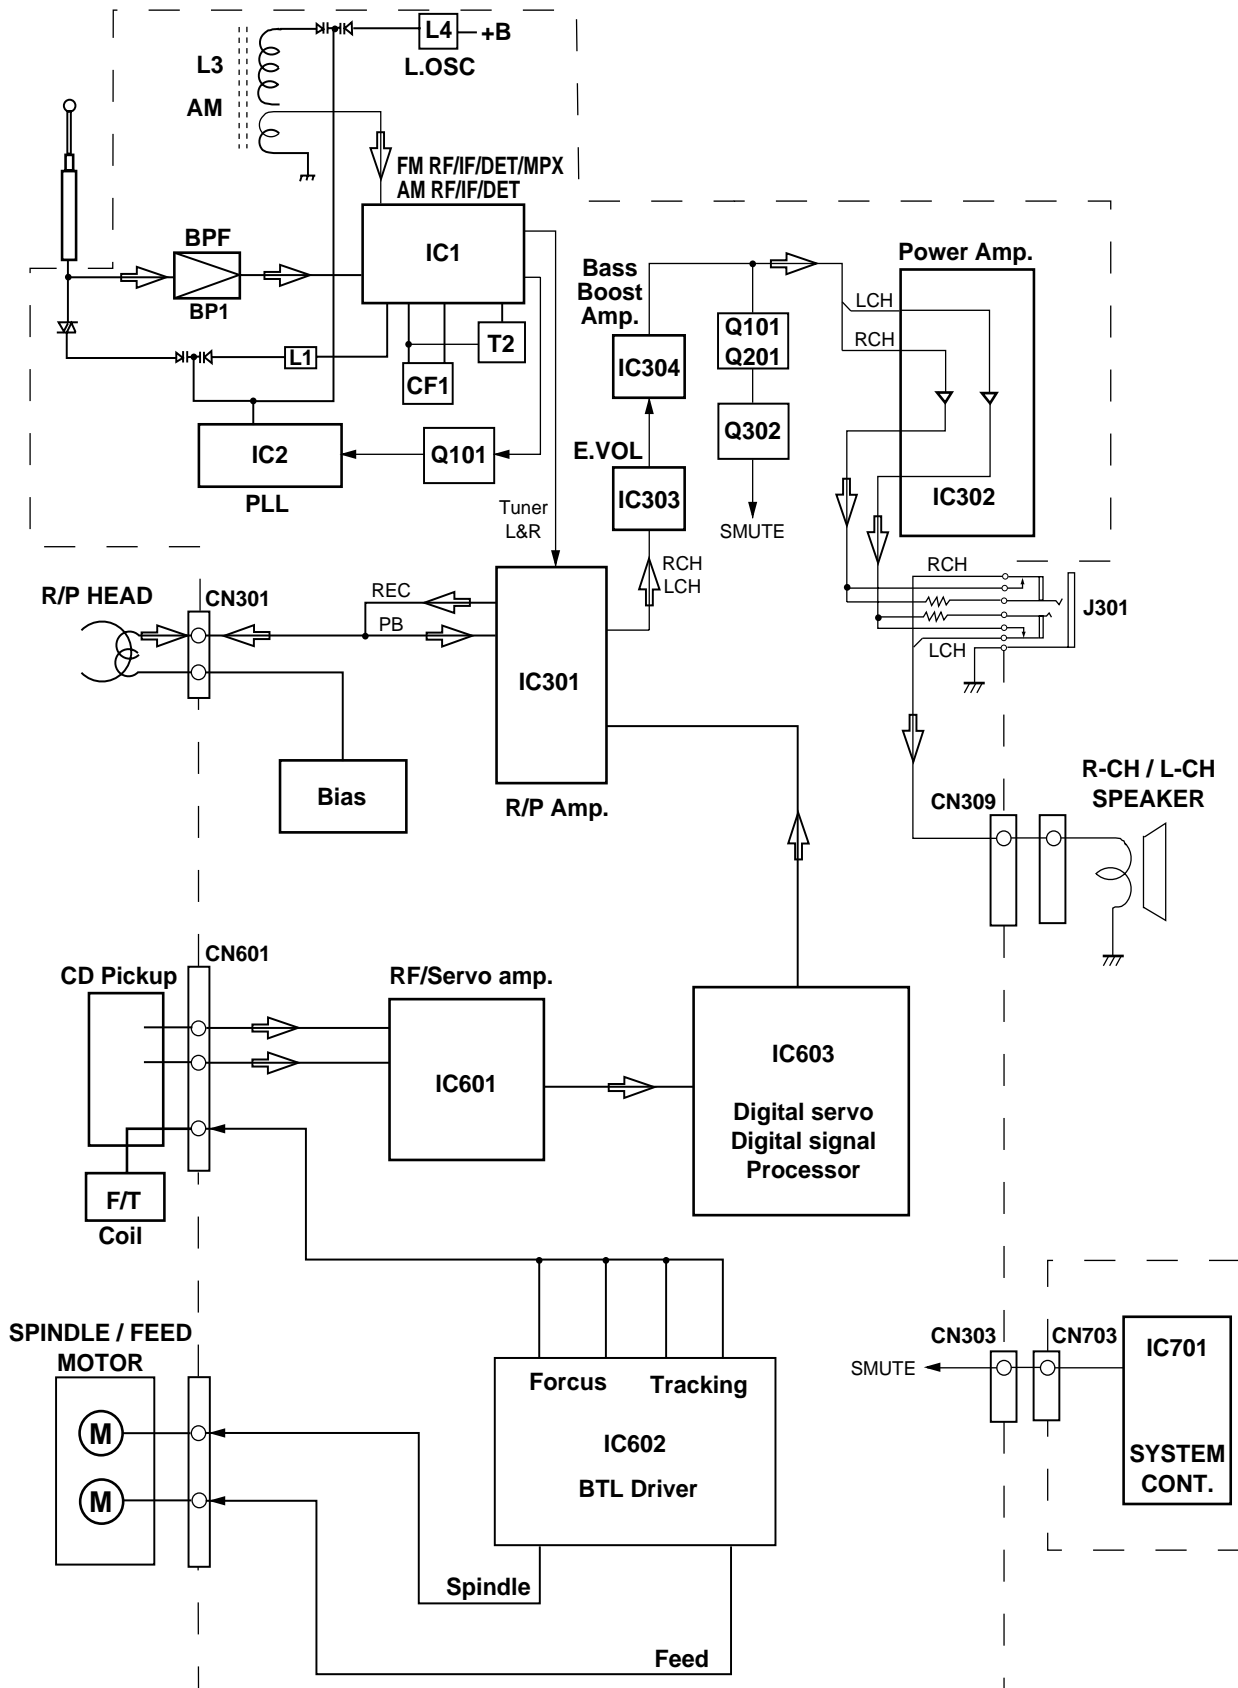 L4
+B
L.OSC
L3
AM
FM RF/IF/DET/MPX
AM RF/IF/DET
BPF
BP1
IC1
L1
T2
CF1
IC2
PLL
Q101
Tuner
L&R
Bass
Boost
Amp.
IC304
E.VOL
IC303
RCH
LCH
Q101
Q201
Q302
SMUTE
Power Amp.
LCH
RCH
IC302
RCH
LCH
J301
R/P HEAD
CN301
REC
PB
IC301
R/P Amp.
Bias
R-CH / L-CH
SPEAKER
CN309
CD Pickup
CN601
RF/Servo amp.
IC601
IC603
Digital servo
Digital signal
Processor
F/T
Coil
SPINDLE / FEED
MOTOR
M
M
Forcus
Tracking
IC602
BTL Driver
Spindle
Feed
CN303
CN703
SMUTE
IC701
SYSTEM
CONT.